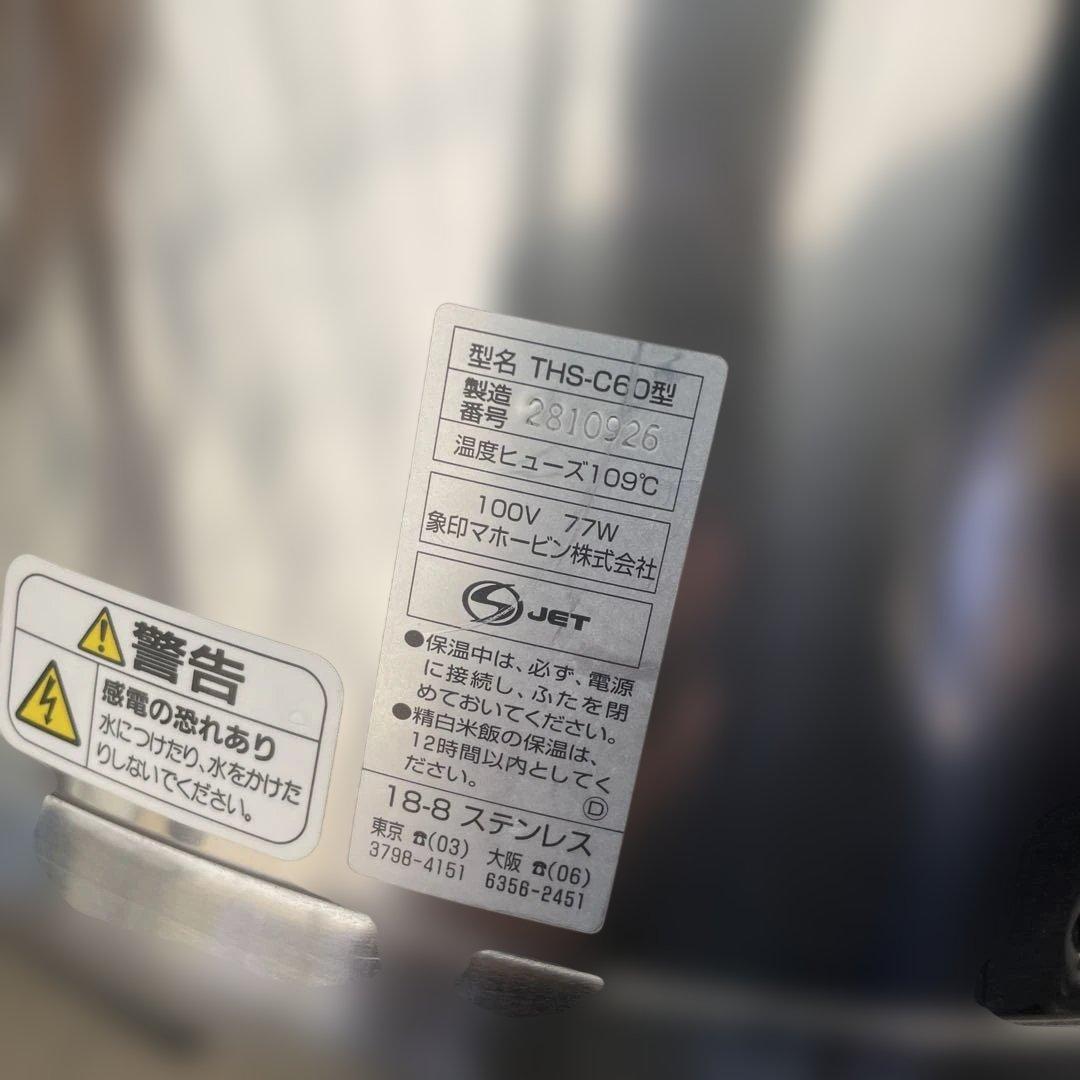 型名 THS-C60型
製造
番号 2810926
温度ヒューズ109℃
100V 77W
象印マホービン株式会社
S JET
●保温中は、必ず、電源
に接続し、ふたを閉
めておいてください。
●精白米飯の保温は、
12時間以内としてく
ださい。
D
18-8 ステンレス
東京 ☎(03) 大阪 ☎(06)
3798-4151 6356-2451
警告
感電の恐れあり
水につけたり、水をかけた
りしないでください。